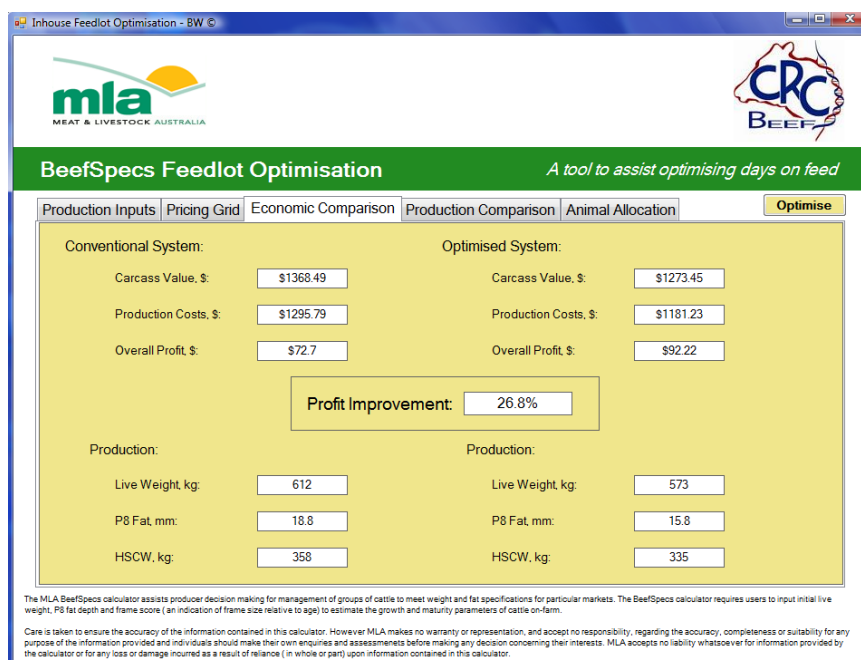 Inhouse Feedlot Optimisation - BW ©
mla
MEAT & LIVESTOCK AUSTRALIA
CRC
BEEF
BeefSpecs Feedlot Optimisation A tool to assist optimising days on feed
Production Inputs Pricing Grid Economic Comparison Production Comparison Animal Allocation Optimise
Conventional System: Optimised System:
Carcass Value, $: $1368.49 Carcass Value, $: $1273.45
Production Costs, $: $1295.79 Production Costs, $: $1181.23
Overall Profit, $: $72.7 Overall Profit, $: $92.22
Profit Improvement: 26.8%
Production: Production:
Live Weight, kg: 612 Live Weight, kg: 573
P8 Fat, mm: 18.8 P8 Fat, mm: 15.8
HSCW, kg: 358 HSCW, kg: 335
The MLA BeefSpecs calculator assists producer decision making for management of groups of cattle to meet weight and fat specifications for particular markets. The BeefSpecs calculator requires users to input initial live
weight, P8 fat depth and frame score ( an indication of frame size relative to age) to estimate the growth and maturity parameters of cattle on-farm.
Care is taken to ensure the accuracy of the information contained in this calculator. However MLA makes no warranty or representation, and accept no responsibility, regarding the accuracy, completeness or suitability for any
purpose of the information provided and individuals should make their own enquiries and assessmenets before making any decision concerning their interests. MLA accepts no liability whatsoever for information provided by
the calculator or for any loss or damage incurred as a result of reliance ( in whole or part) upon information contained in this calculator.